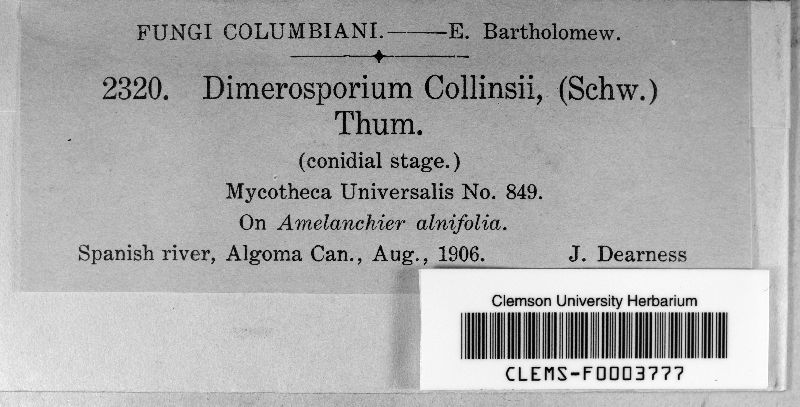 FUNGI COLUMBIANI.——E. Bartholomew.
2320. Dimerosporium Collinsii, (Schw.)
Thum.
(conidial stage.)
Mycotheca Universalis No. 849.
On Amelanchier alnifolia.
Spanish river, Algoma Can., Aug., 1906. J. Dearness
Clemson University Herbarium
CLEMS-F0003777